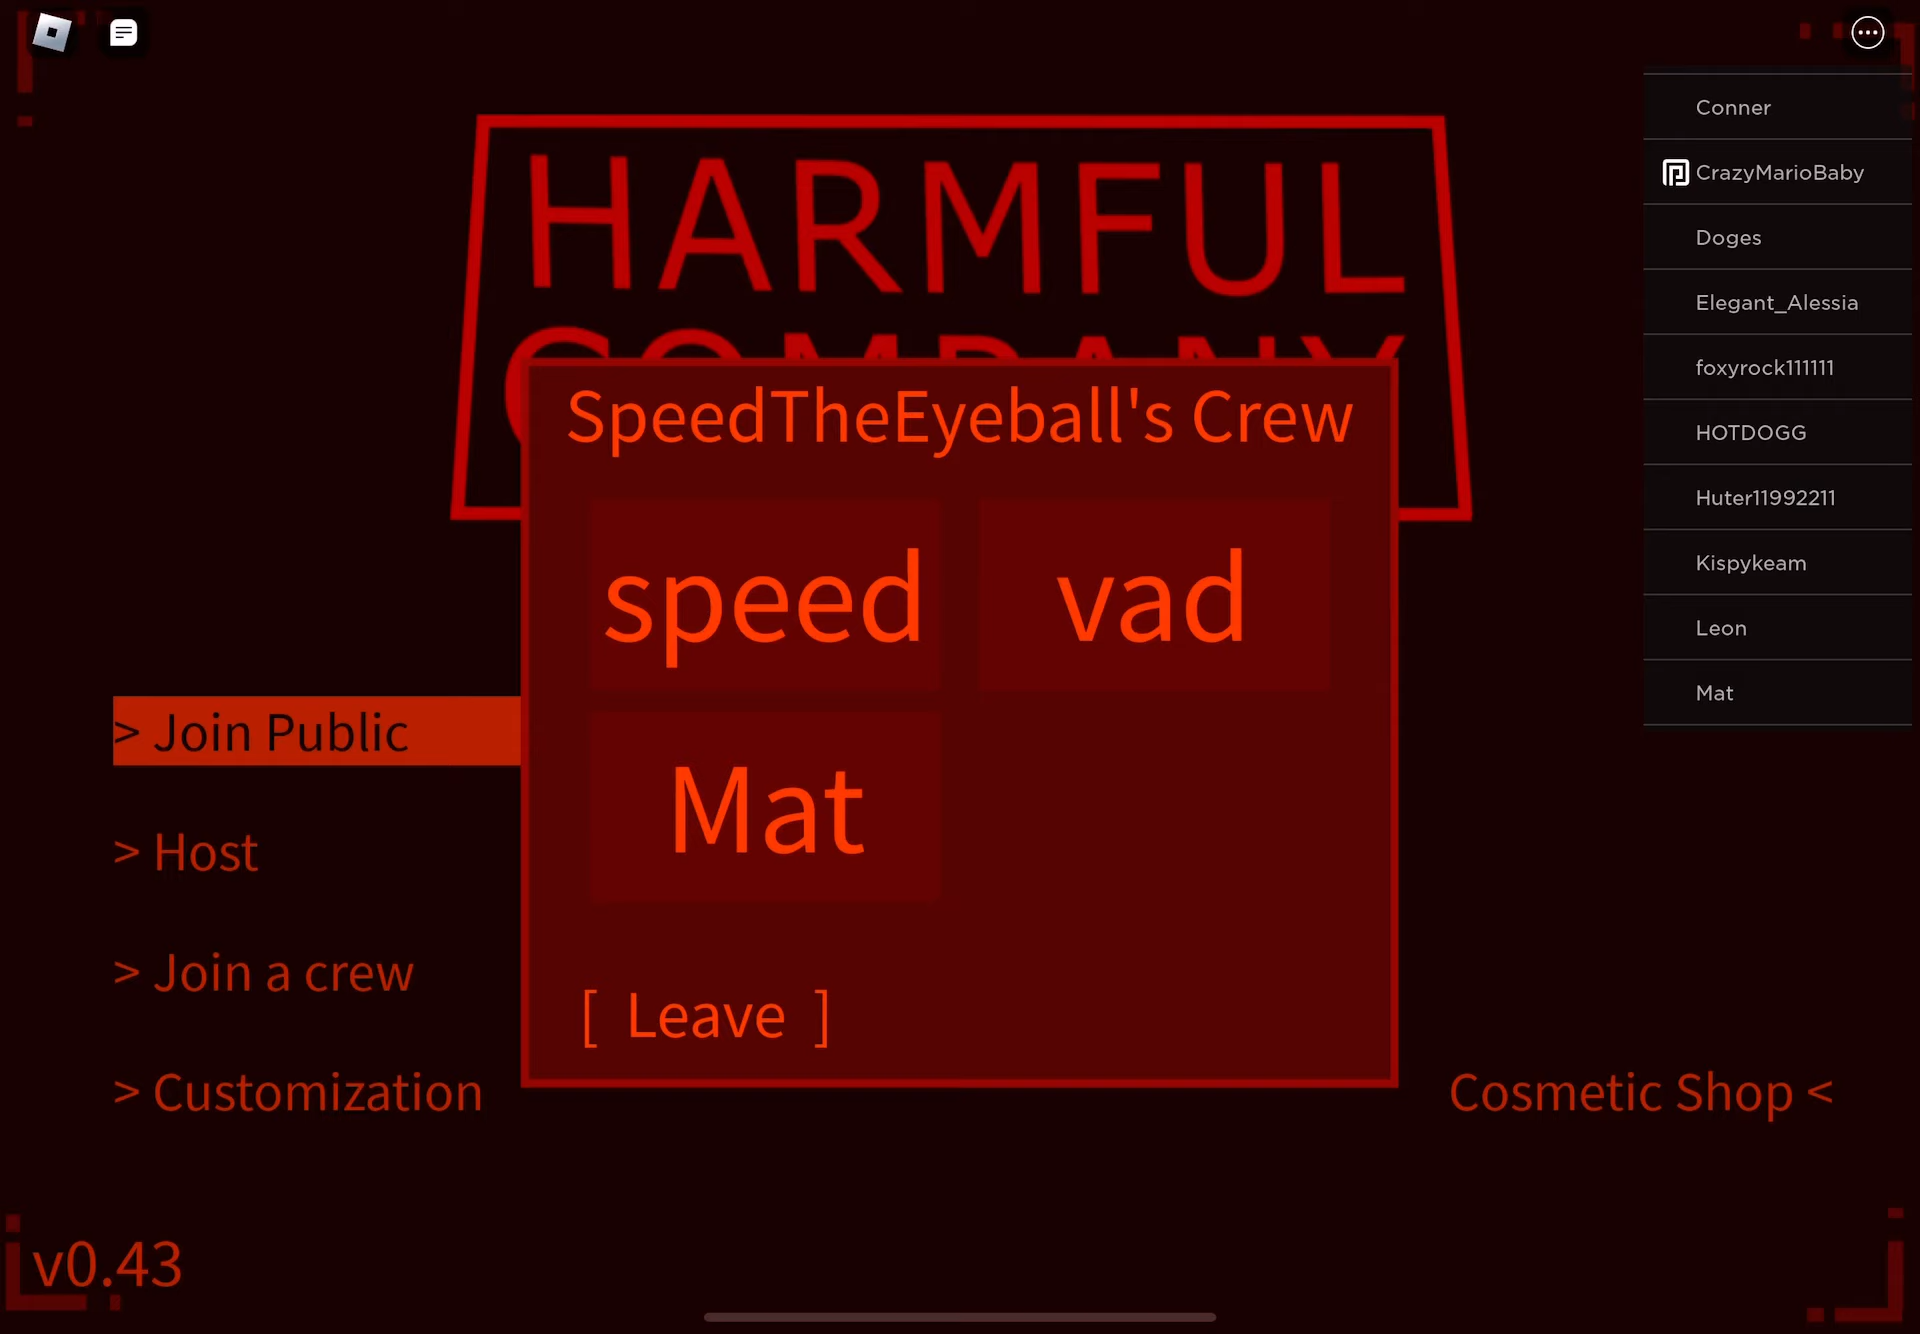 HARMFUL
COMPANY
SpeedTheEyeball's Crew
speed
vad
Mat
[ Leave ]
> Join Public
> Host
> Join a crew
> Customization
Cosmetic Shop <
v0.43
Conner
CrazyMarioBaby
Doges
Elegant_Alessia
foxyrock111111
HOTDOGG
Huter11992211
Kispykeam
Leon
Mat